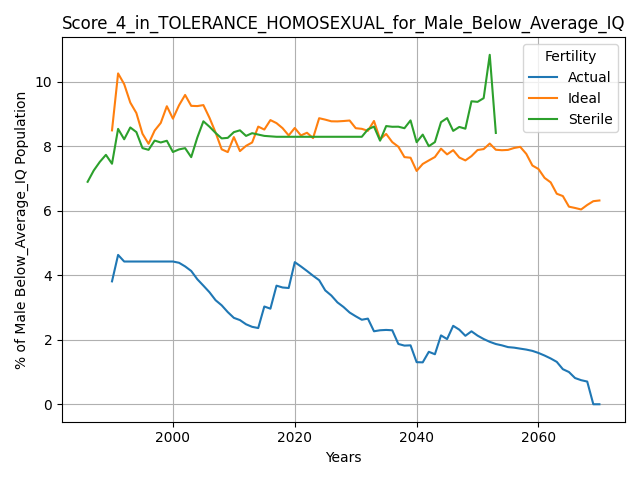 Score_4_in_TOLERANCE_HOMOSEXUAL_for_Male_Below_Average_IQ
Fertility
Actual
Ideal
Sterile
% of Male Below_Average_IQ Population
10
8
6
4
2
0
2000 2020 2040 2060
Years